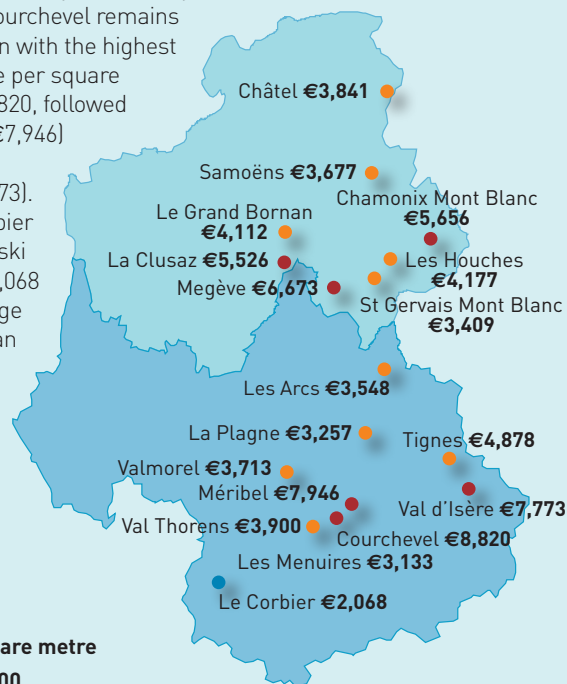 ourchevel remains
n with the highest
e per square
820, followed
€7,946)
73).
bier
ski
,068
ge
an
Châtel €3,841
Samoëns €3,677
Chamonix Mont Blanc
€5,656
Le Grand Bornan
€4,112
La Clusaz €5,526
Les Houches
€4,177
Megève €6,673
St Gervais Mont Blanc
€3,409
Les Arcs €3,548
La Plagne €3,257
Tignes €4,878
Valmorel €3,713
Méribel €7,946
Val d’Isère €7,773
Val Thorens €3,900
Courchevel €8,820
Les Menuires €3,133
Le Corbier €2,068
are metre
00